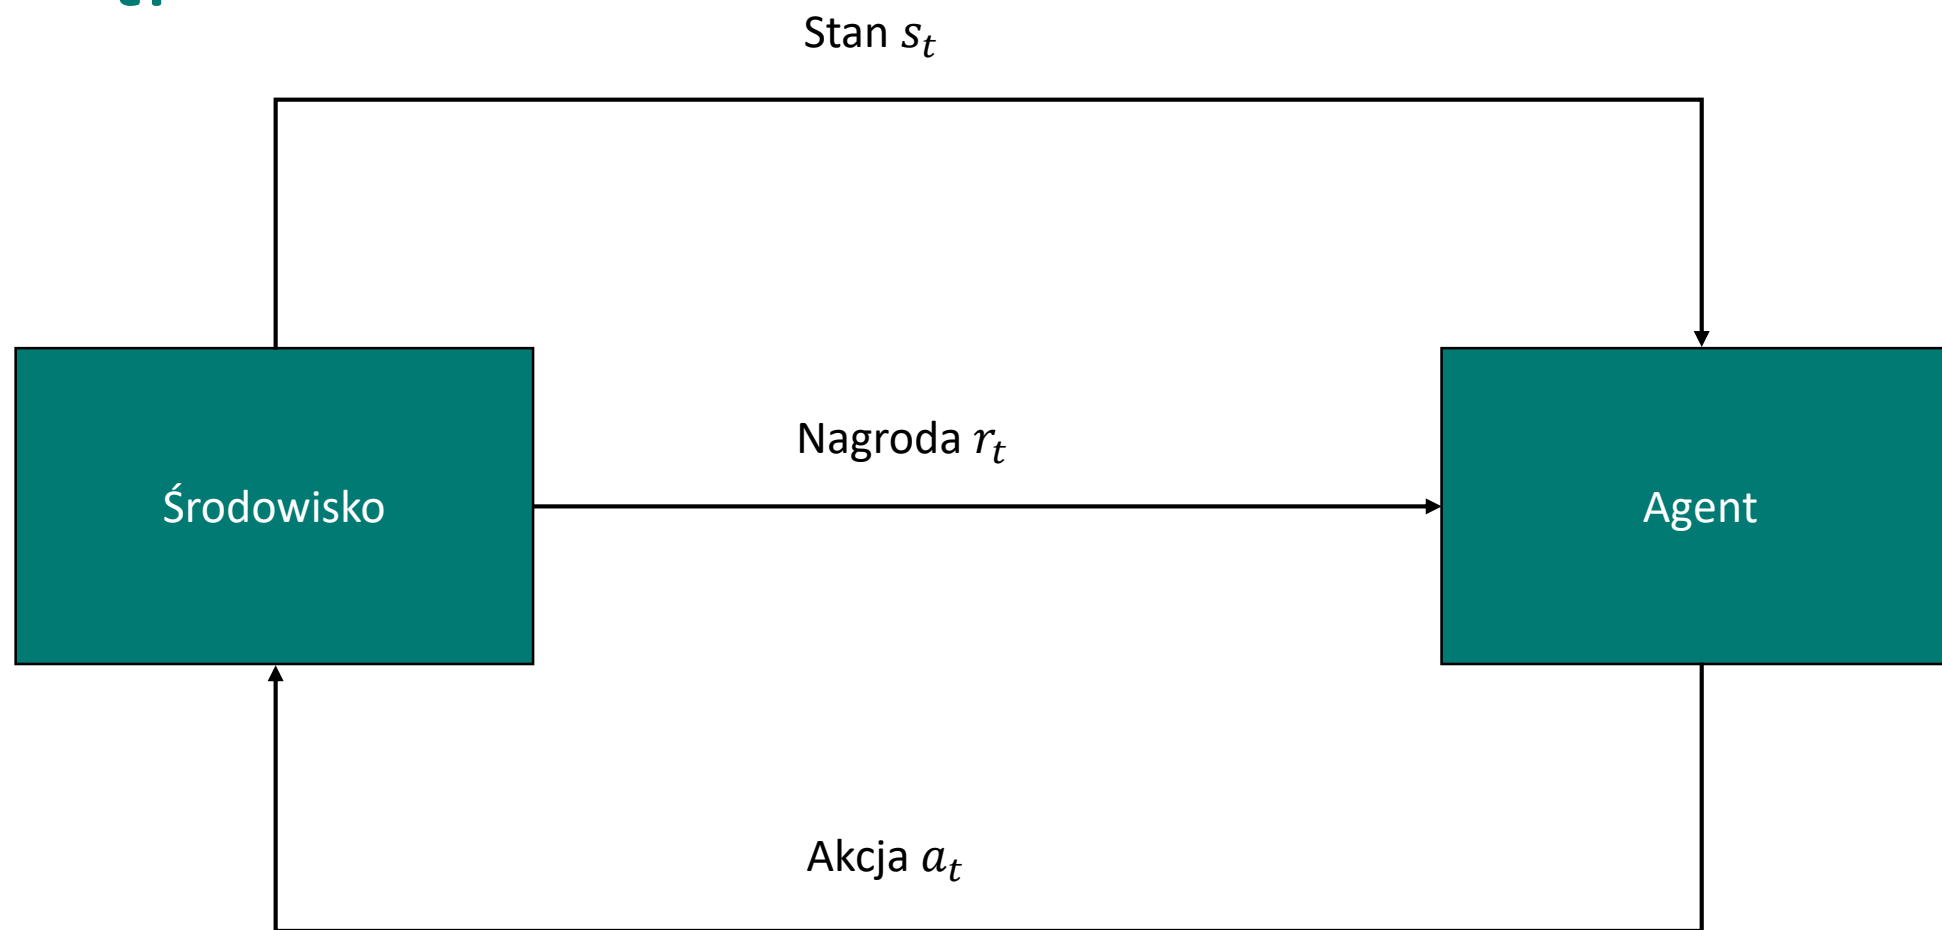 Stan s_t
Nagroda r_t
Środowisko
Agent
Akcja a_t